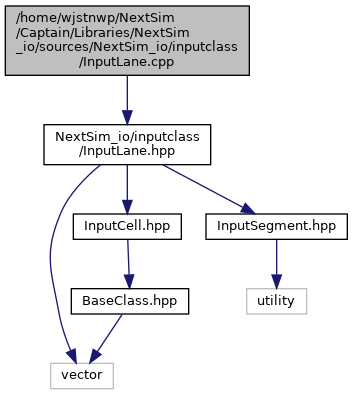 /home/wjstnwp/NextSim
/Captain/Libraries/NextSim
_io/sources/NextSim_io/inputclass
/InputLane.cpp
NextSim_io/inputclass
/InputLane.hpp
InputCell.hpp
InputSegment.hpp
BaseClass.hpp
utility
vector